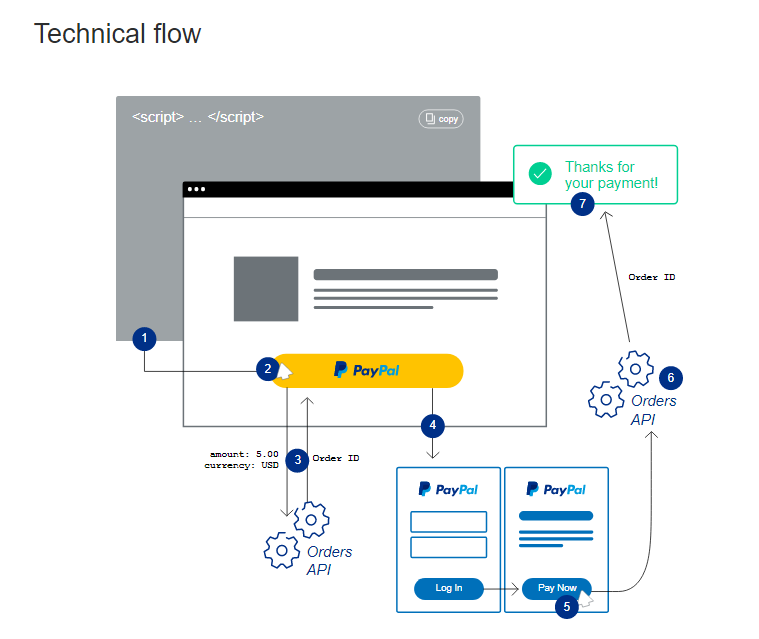 Technical flow
<script> ... </script>
copy
Thanks for
your payment!
7
Order ID
1
2
PayPal
6
Orders
API
4
amount: 5.00
currency: USD
3
Order ID
PayPal
PayPal
Orders
API
Log In
Pay Now
5